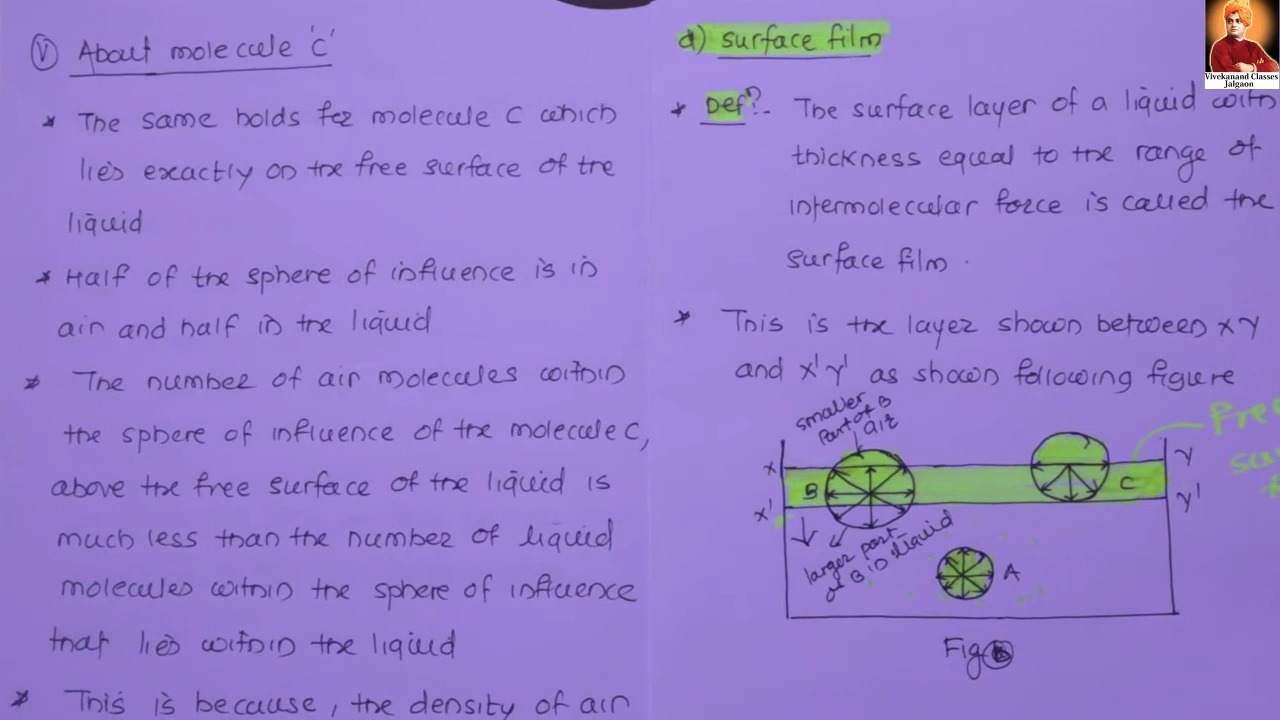 V About molecule 'c'
* The same holds for molecule C which
lies exactly on the free surface of the
liquid
* Half of the sphere of influence is in
air and half in the liquid
* The number of air molecules within
the sphere of influence of the molecule C,
above the free surface of the liquid is
much less than the number of liquid
molecules within the sphere of influence
that lies within the liquid
* This is because, the density of air
d) surface film
* Defn:- The surface layer of a liquid with
thickness equal to the range of
intermolecular force is called the
surface film.
* This is the layer shown between XY
and X'Y' as shown following figure
smaller
part of B
air
X
X'
B
C
Y
Y'
larger part
of B in liquid
A
Fig
Vivekanand Classes
Jalgaon